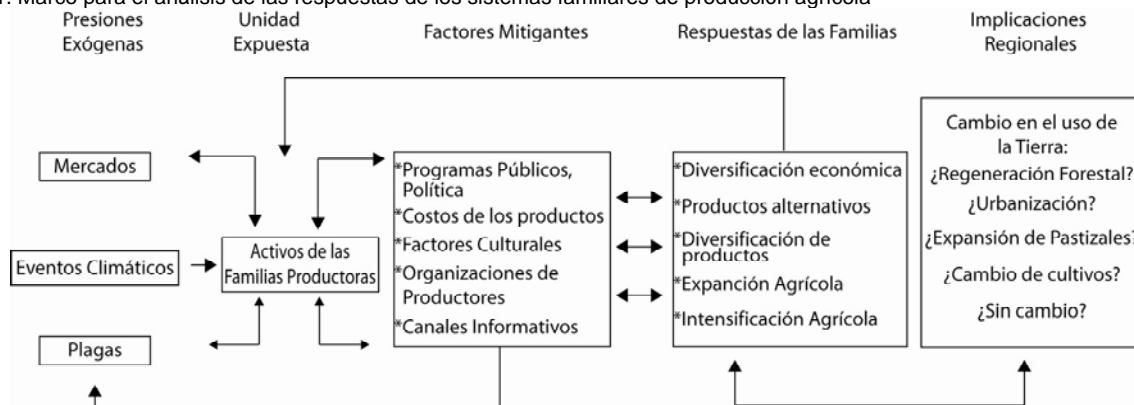 . Marco para el análisis de las respuestas de los sistemas familiares de producción agrícola
Presiones
Exógenas
Unidad
Expuesta
Factores Mitigantes
Respuestas de las Familias
Implicaciones
Regionales
Mercados
Eventos Climáticos
Plagas
Activos de las
Familias Productoras
*Programas Públicos,
Política
*Costos de los productos
*Factores Culturales
*Organizaciones de
Productores
*Canales Informativos
*Diversificación económica
*Productos alternativos
*Diversificación de
productos
*Expanción Agrícola
*Intensificación Agrícola
Cambio en el uso de
la Tierra:
¿Regeneración Forestal?
¿Urbanización?
¿Expansión de Pastizales?
¿Cambio de cultivos?
¿Sin cambio?